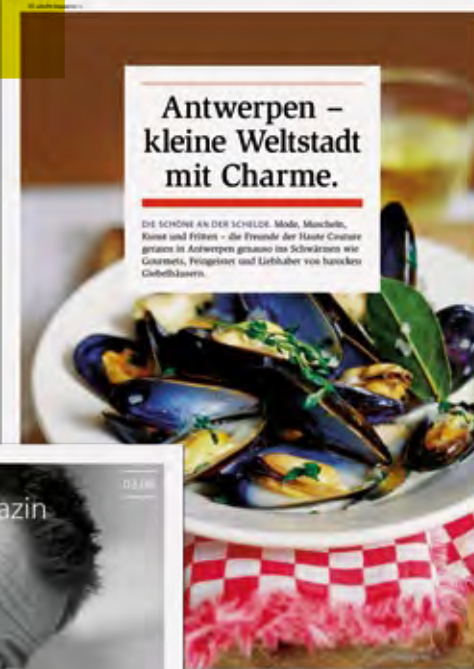 Antwerpen –
kleine Weltstadt
mit Charme.
DIE SCHÖNE AN DER SCHELDE. Mode, Muscheln,
Kunst und Fritten – die Freunde der Haute Couture
geraten in Antwerpen genauso ins Schwärmen wie
Gourmets, Feingeister und Liebhaber von barocken
Giebelhäusern.
03.06
azin